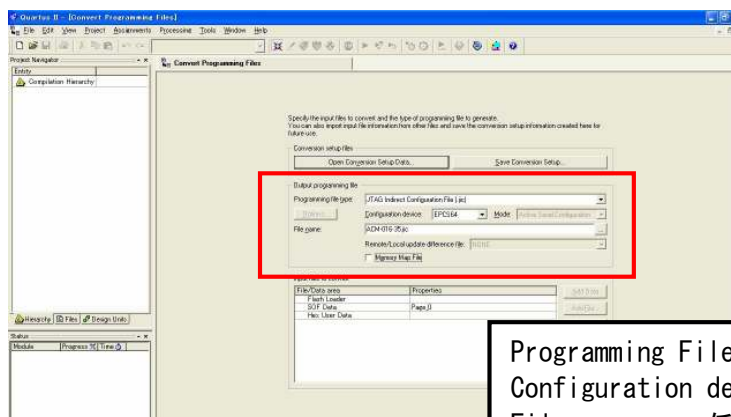 Quartus II - [Convert Programming Files]
File Edit View Project Assignments Processing Tools Window Help
Project Navigator
Entity
Compilation Hierarchy
Convert Programming Files
Specify the input files to convert and the type of programming file to generate.
You can also import input file information from other files and save the conversion setup information created here for
future use.
Conversion setup files
Open Conversion Setup Data...
Save Conversion Setup...
Output programming file
Programming file type:
JTAG Indirect Configuration File (.jic)
Options...
Configuration device:
EPCS64
Mode:
Active Serial Configuration
File name:
ACM-016-35.jic
...
Remote/Local update difference file:
NONE
Memory Map File
Input files to convert
File/Data area
Properties
Flash Loader
SOF Data
Page_0
Hex User Data
Hierarchy
Files
Design Units
Status
Module
Progress %
Time
Programming File
Configuration de